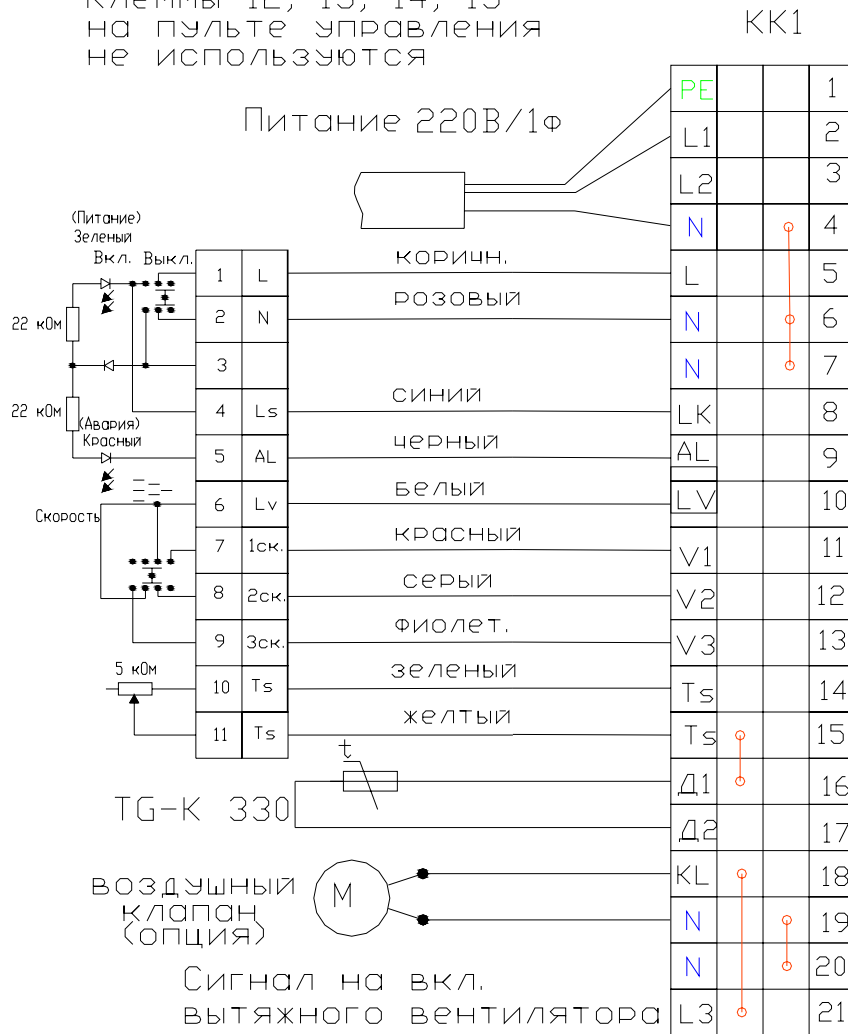 клеммы 12, 13, 14, 15
на пульте управления
не используются
КК1
Питание 220В/1ф
PE 1
L1 2
L2 3
N 4
L 5
N 6
N 7
LK 8
AL 9
LV 10
V1 11
V2 12
V3 13
Ts 14
Ts 15
Д1 16
Д2 17
KL 18
N 19
N 20
L3 21
(Питание)
Зеленый
Вкл. Выкл.
22 кОм
22 кОм
(Авария)
Красный
Скорость
5 кОм
1 L
2 N
3
4 Ls
5 AL
6 Lv
7 1ск.
8 2ск.
9 3ск.
10 Ts
11 Ts
коричн.
розовый
синий
черный
белый
красный
серый
фиолет.
зеленый
желтый
t
TG-K 330
воздушный
клапан
(опция)
M
Сигнал на вкл.
вытяжного вентилятора